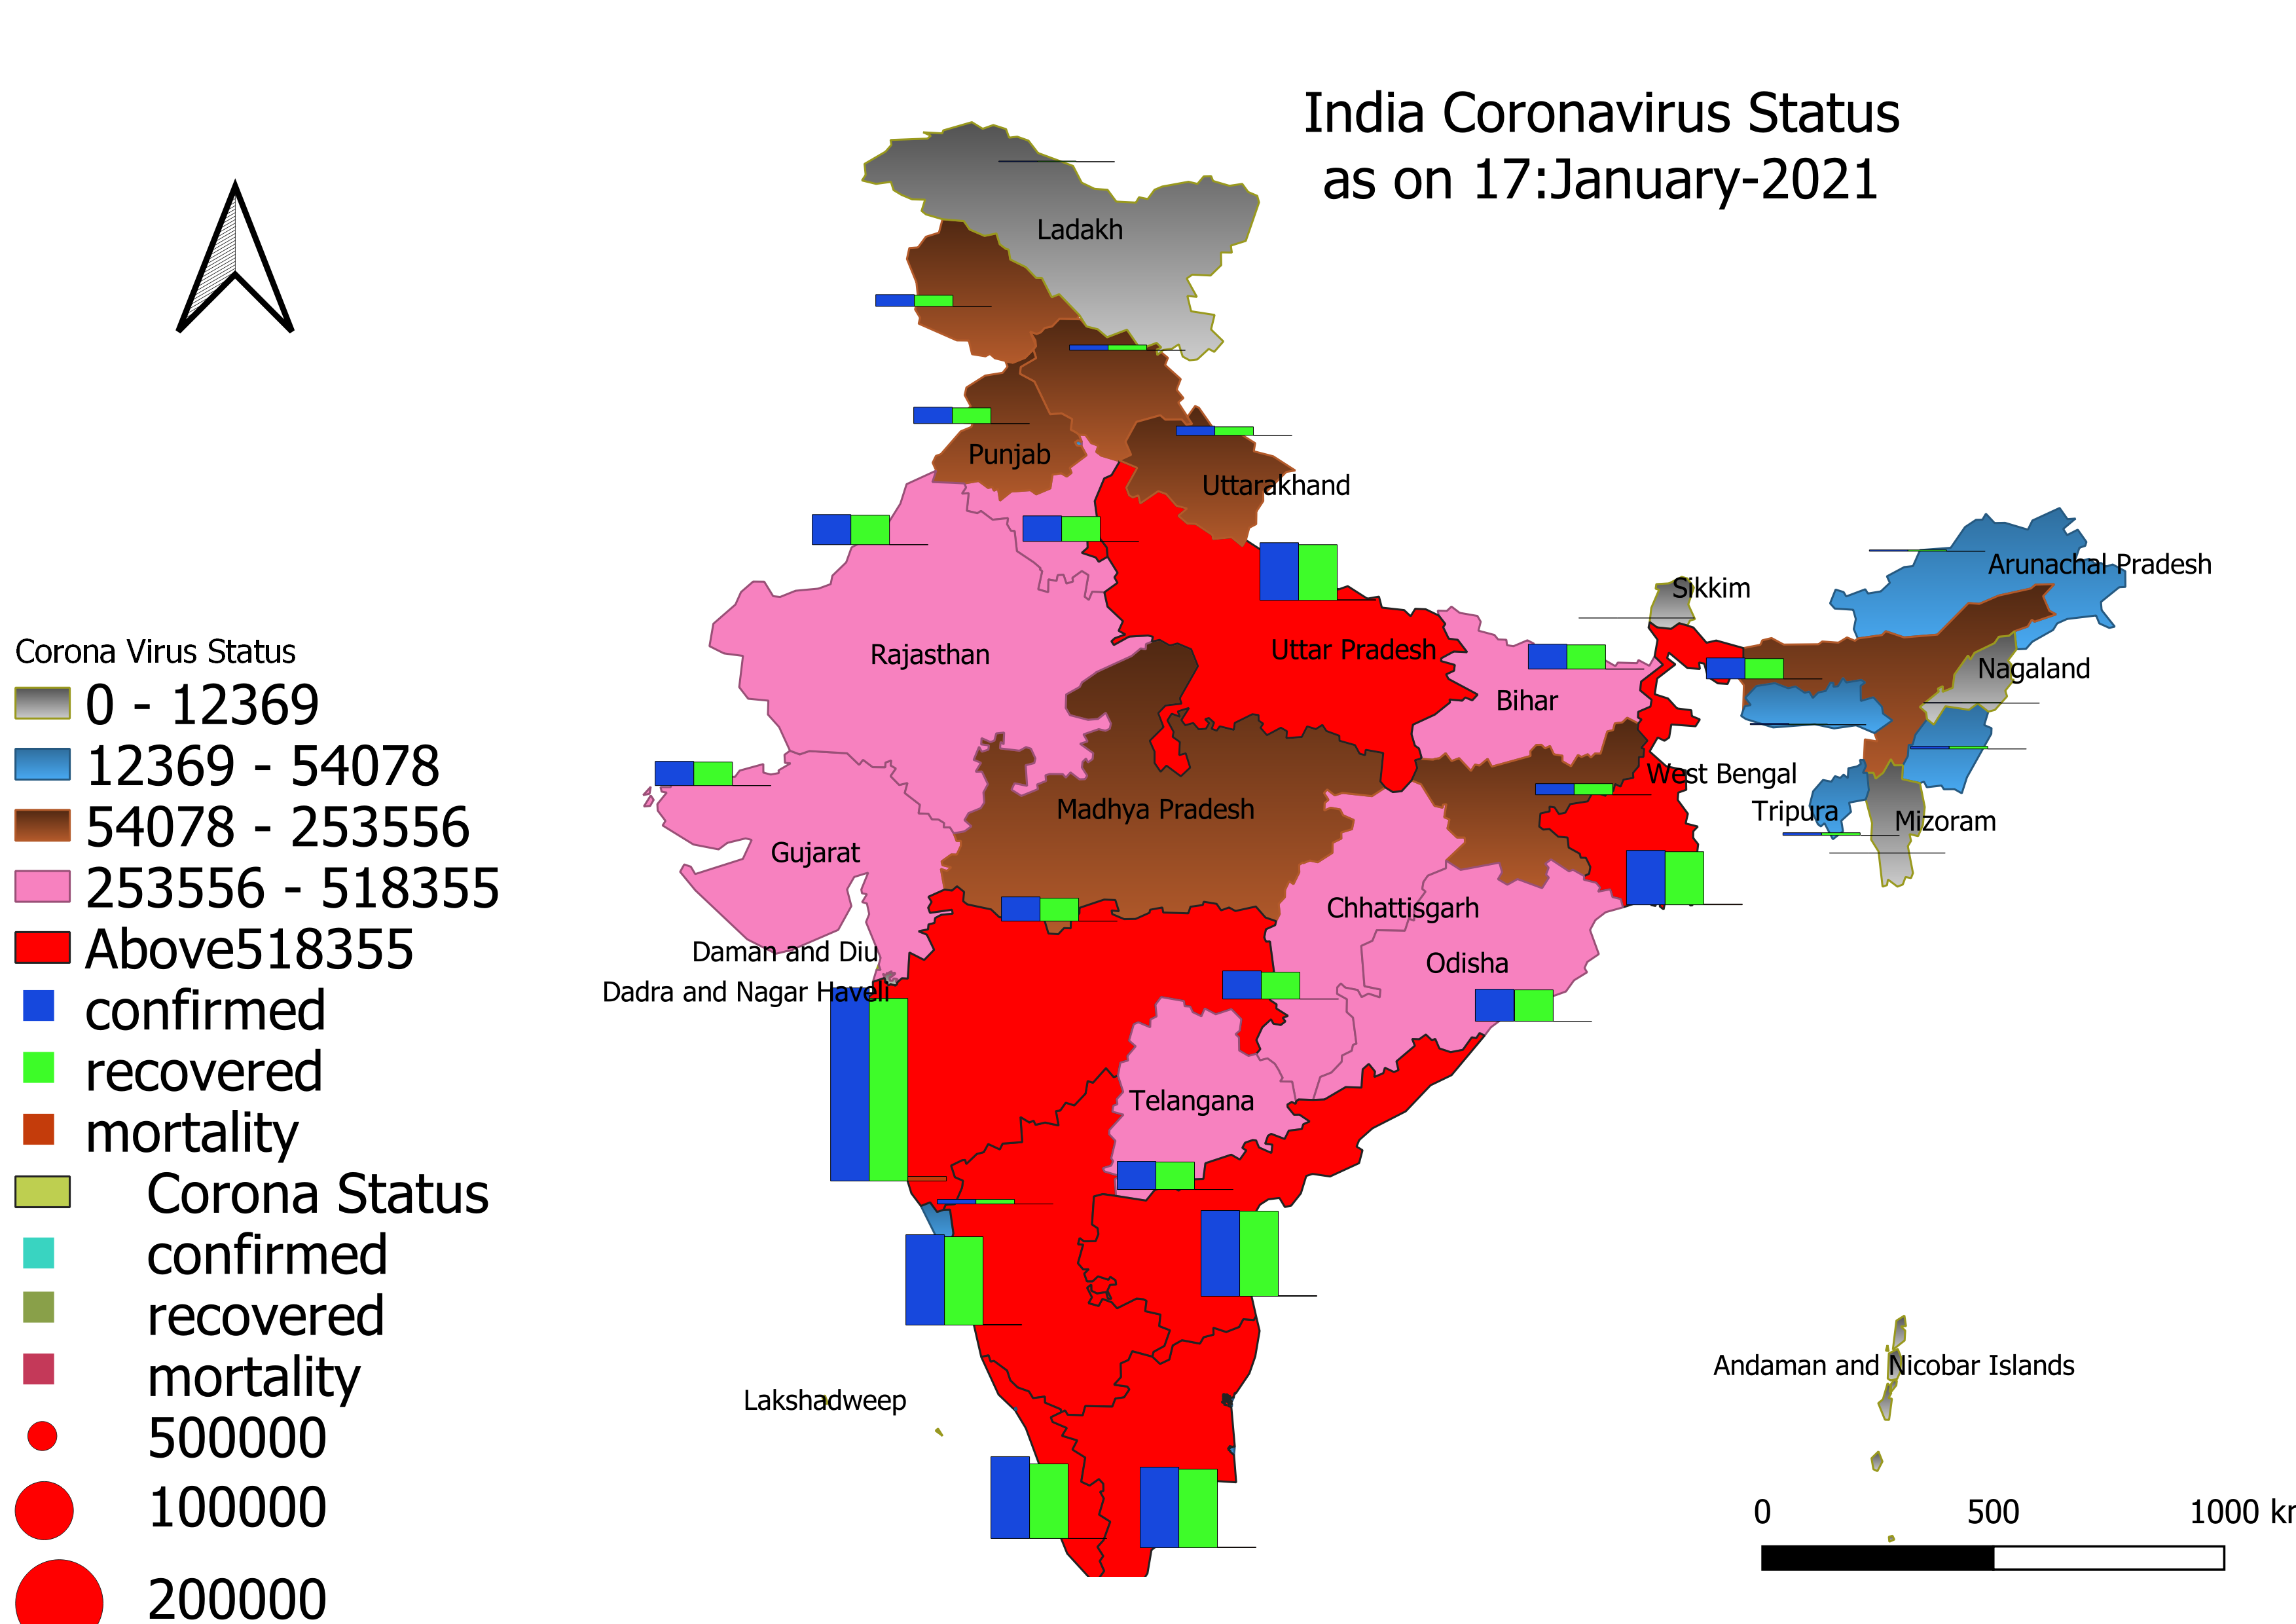 India Coronavirus Status
as on 17:January-2021
Ladakh
Punjab
Uttarakhand
Arunachal Pradesh
Sikkim
Rajasthan
Uttar Pradesh
Nagaland
Bihar
West Bengal
Tripura
Mizoram
Madhya Pradesh
Gujarat
Chhattisgarh
Daman and Diu
Odisha
Dadra and Nagar Haveli
Telangana
Andaman and Nicobar Islands
Lakshadweep
Corona Virus Status
0 - 12369
12369 - 54078
54078 - 253556
253556 - 518355
Above518355
confirmed
recovered
mortality
Corona Status
confirmed
recovered
mortality
500000
100000
200000
0 500 1000 kr